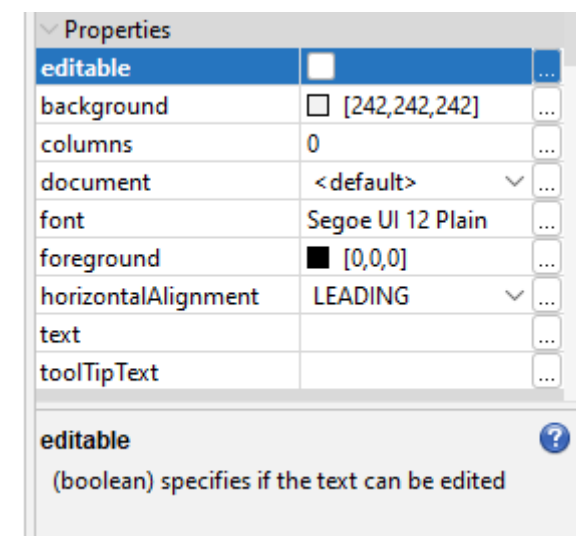 Properties
editable ...
background [242,242,242] ...
columns 0 ...
document <default> ...
font Segoe UI 12 Plain ...
foreground [0,0,0] ...
horizontalAlignment LEADING ...
text ...
toolTipText ...
editable ?
(boolean) specifies if the text can be edited